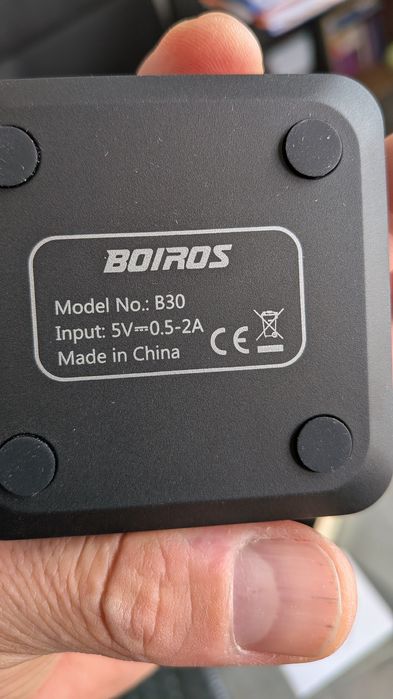 BOIROS
Model No.: B30
Input: 5V⎓0.5-2A
Made in China
CE